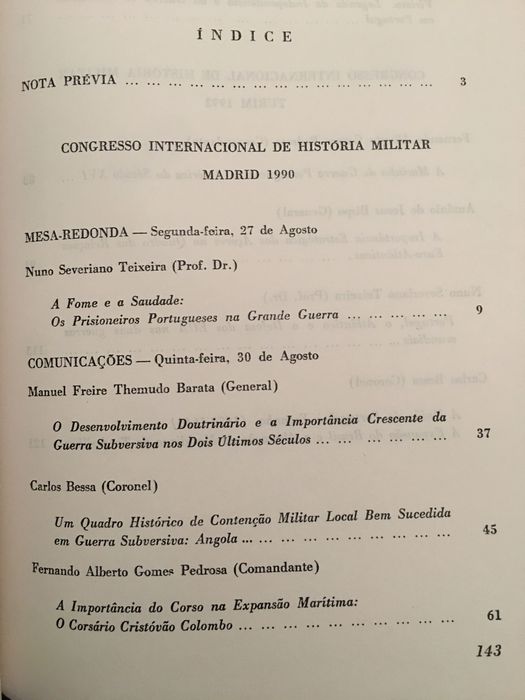 ÍNDICE
NOTA PRÉVIA ... ... ... ... ... ... ... ... ... ... ... ... ... ... 3
CONGRESSO INTERNACIONAL DE HISTÓRIA MILITAR
MADRID 1990
MESA-REDONDA — Segunda-feira, 27 de Agosto
Nuno Severiano Teixeira (Prof. Dr.)
A Fome e a Saudade:
Os Prisioneiros Portugueses na Grande Guerra ... ... ... ... ... 9
COMUNICAÇÕES — Quinta-feira, 30 de Agosto
Manuel Freire Themudo Barata (General)
O Desenvolvimento Doutrinário e a Importância Crescente da
Guerra Subversiva nos Dois Últimos Séculos ... ... ... ... ... ... 37
Carlos Bessa (Coronel)
Um Quadro Histórico de Contenção Militar Local Bem Sucedida
em Guerra Subversiva: Angola ... ... ... ... ... ... ... ... ... ... 45
Fernando Alberto Gomes Pedrosa (Comandante)
A Importância do Corso na Expansão Marítima:
O Corsário Cristóvão Colombo ... ... ... ... ... ... ... ... ... ... 61
143